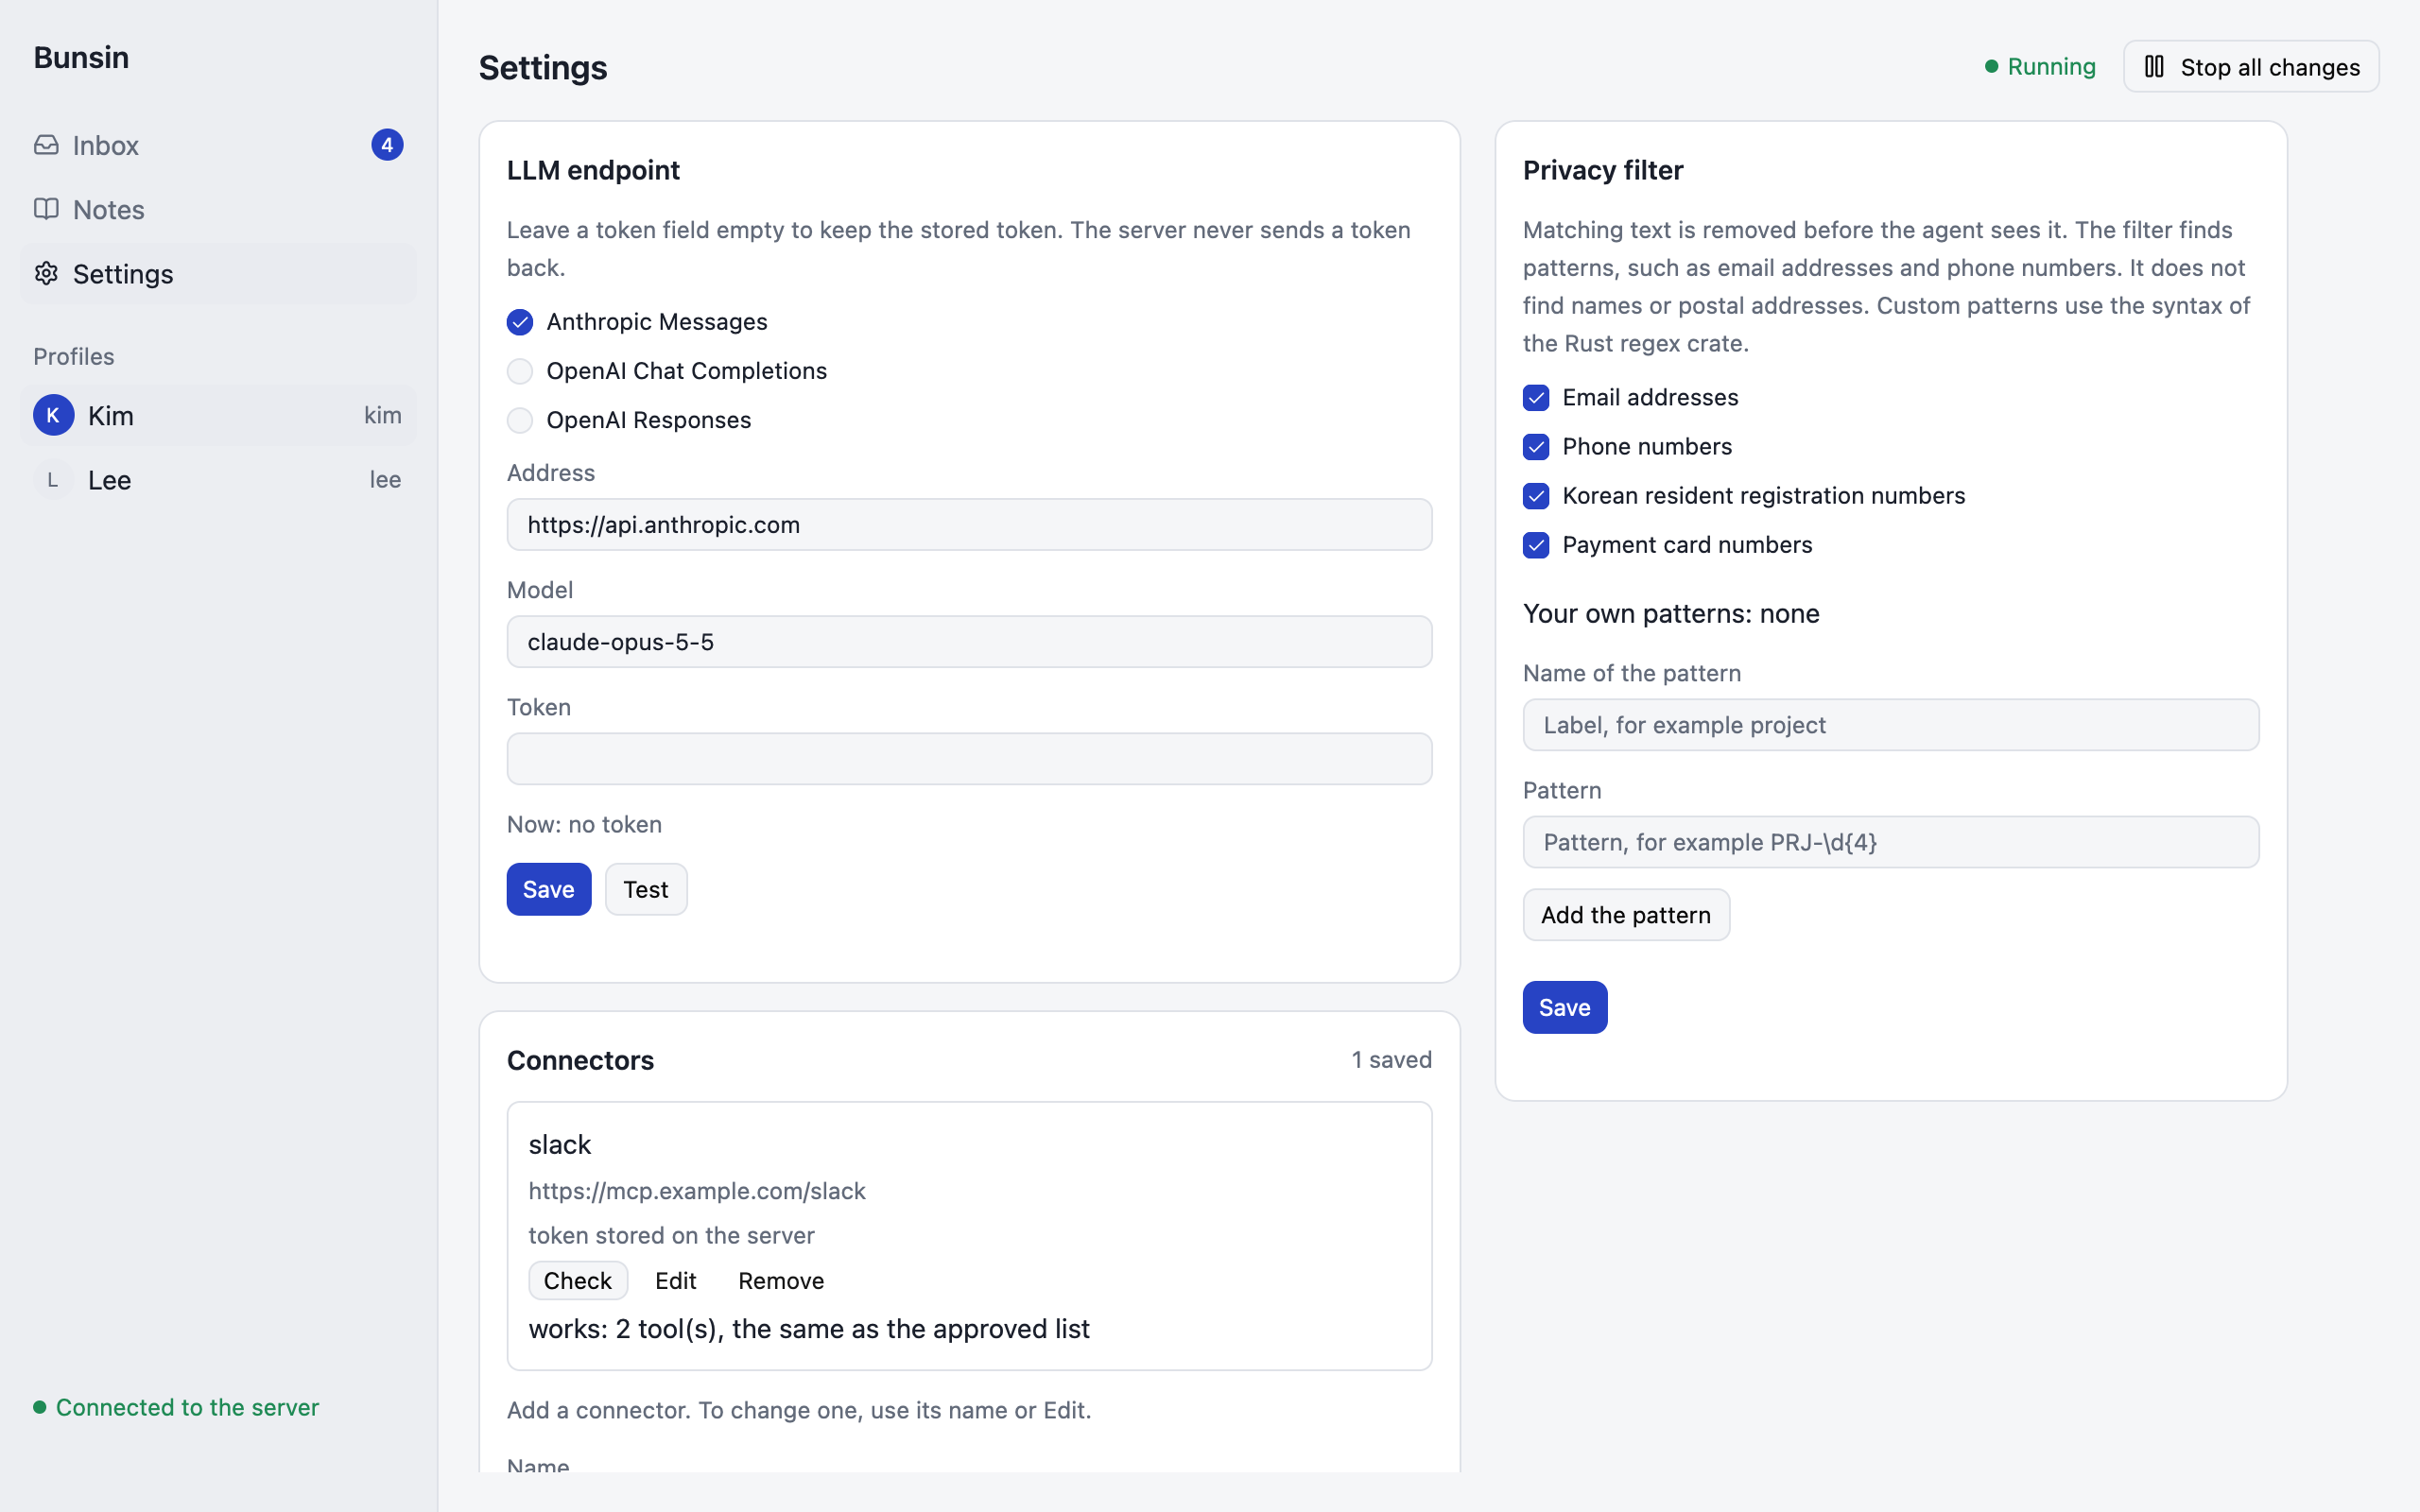 Bunsin
Inbox
4
Notes
Settings
Profiles
K
Kim
kim
L
Lee
lee
Connected to the server
Settings
Running
Stop all changes
LLM endpoint
Leave a token field empty to keep the stored token. The server never sends a token
back.
Anthropic Messages
OpenAI Chat Completions
OpenAI Responses
Address
https://api.anthropic.com
Model
claude-opus-5-5
Token
Now: no token
Save
Test
Connectors
1 saved
slack
https://mcp.example.com/slack
token stored on the server
Check
Edit
Remove
works: 2 tool(s), the same as the approved list
Add a connector. To change one, use its name or Edit.
Name
Privacy filter
Matching text is removed before the agent sees it. The filter finds
patterns, such as email addresses and phone numbers. It does not
find names or postal addresses. Custom patterns use the syntax of
the Rust regex crate.
Email addresses
Phone numbers
Korean resident registration numbers
Payment card numbers
Your own patterns: none
Name of the pattern
Label, for example project
Pattern
Pattern, for example PRJ-\d{4}
Add the pattern
Save